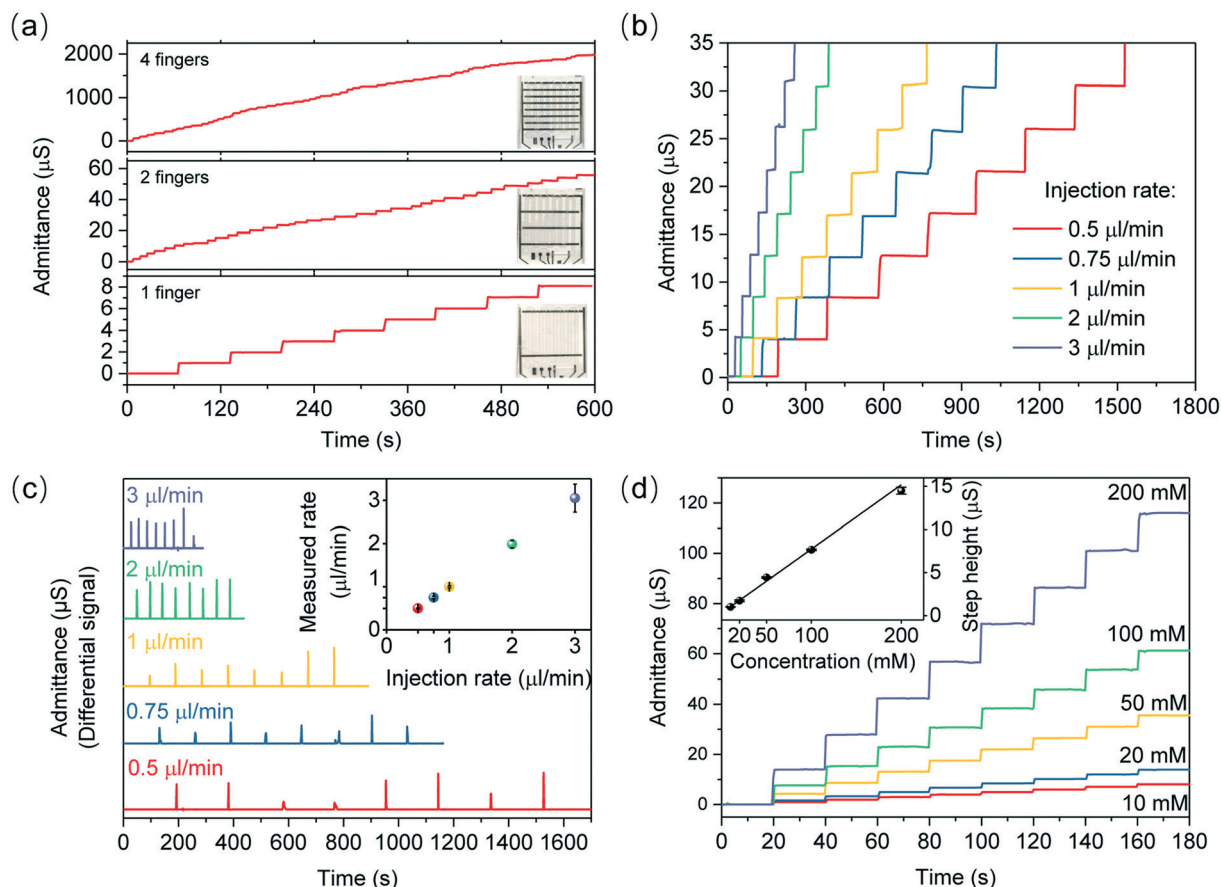 (a)
4 fingers
2000
1000
0
2 fingers
60
40
20
0
1 finger
8
6
4
2
0
Admittance (μS)
0 120 240 360 480 600
Time (s)
(b)
35
30
25
20
15
10
5
0
Admittance (μS)
Injection rate:
0.5 μl/min
0.75 μl/min
1 μl/min
2 μl/min
3 μl/min
0 300 600 900 1200 1500 1800
Time (s)
(c)
3 μl/min
2 μl/min
1 μl/min
0.75 μl/min
0.5 μl/min
Admittance (μS)
(Differential signal)
0 200 400 600 800 1000 1200 1400 1600
Time (s)
Measured rate
(μl/min)
3
2
1
0
0 1 2 3
Injection rate (μl/min)
(d)
120
100
80
60
40
20
0
Admittance (μS)
200 mM
100 mM
50 mM
20 mM
10 mM
0 20 40 60 80 100 120 140 160 180
Time (s)
15
10
5
0
Step height (μS)
20 50 100 200
Concentration (mM)